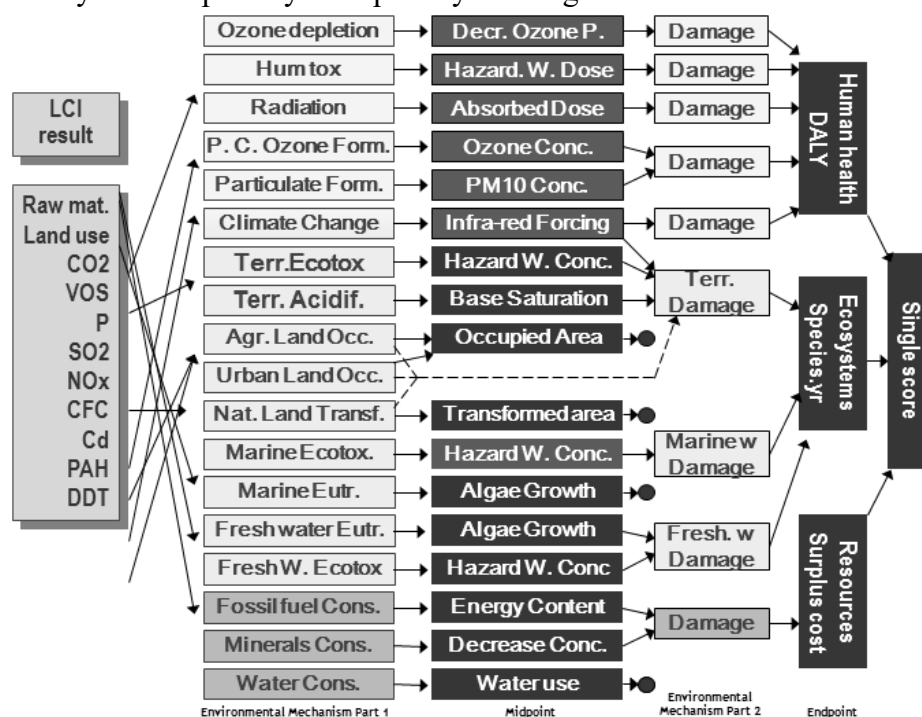 LCI
result
Raw mat.
Land use
CO2
VOS
P
SO2
NOx
CFC
Cd
PAH
DDT
Ozone depletion
Hum tox
Radiation
P. C. Ozone Form.
Particulate Form.
Climate Change
Terr.Ecotox
Terr. Acidif.
Agr. Land Occ.
Urban Land Occ.
Nat. Land Transf.
Marine Ecotox.
Marine Eutr.
Fresh water Eutr.
Fresh W. Ecotox
Fossil fuel Cons.
Minerals Cons.
Water Cons.
Environmental Mechanism Part 1
Decr. Ozone P.
Hazard. W. Dose
Absorbed Dose
Ozone Conc.
PM10 Conc.
Infra-red Forcing
Hazard W. Conc.
Base Saturation
Occupied Area
Transformed area
Hazard W. Conc.
Algae Growth
Algae Growth
Hazard W. Conc
Energy Content
Decrease Conc.
Water use
Midpoint
Damage
Damage
Damage
Damage
Damage
Terr.
Damage
Marine w
Damage
Fresh. w
Damage
Damage
Environmental
Mechanism Part 2
Human health
DALY
Ecosystems
Species.yr
Resources
Surplus cost
Endpoint
Single score